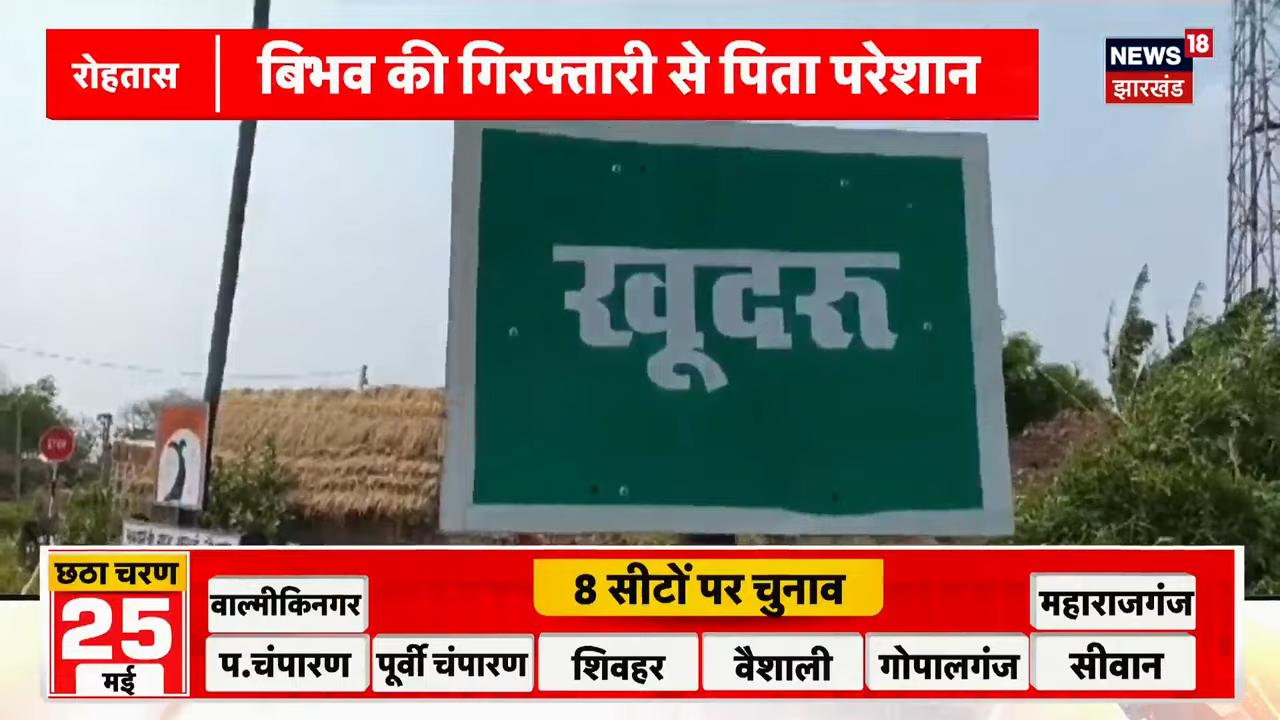 रोहतास
बिभव की गिरफ्तारी से पिता परेशान
NEWS 18
झारखंड
खूदरू
छठा चरण
25
मई
8 सीटों पर चुनाव
वाल्मीकिनगर
महाराजगंज
प.चंपारण
पूर्वी चंपारण
शिवहर
वैशाली
गोपालगंज
सीवान